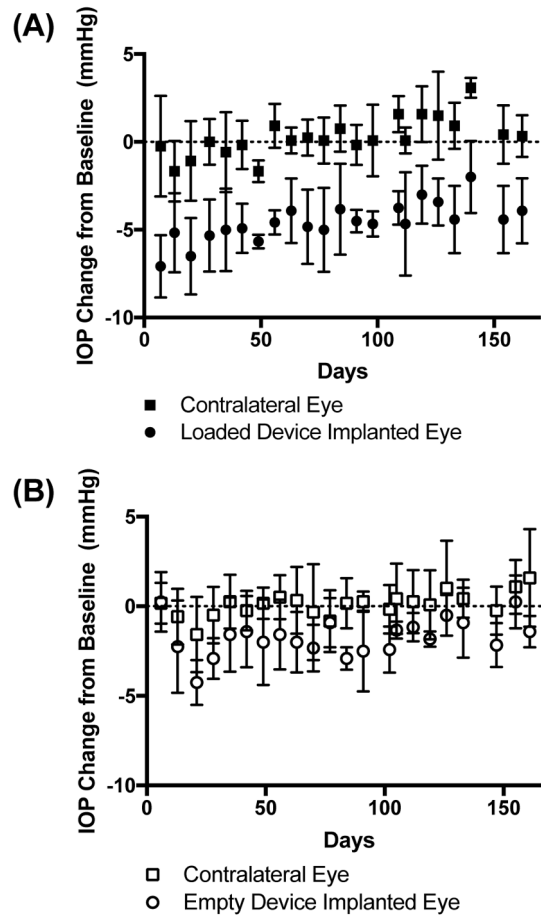 (A)
IOP Change from Baseline (mmHg)
5
0
-5
-10
0
50
100
150
Days
Contralateral Eye
Loaded Device Implanted Eye
(B)
IOP Change from Baseline (mmHg)
5
0
-5
-10
0
50
100
150
Days
Contralateral Eye
Empty Device Implanted Eye